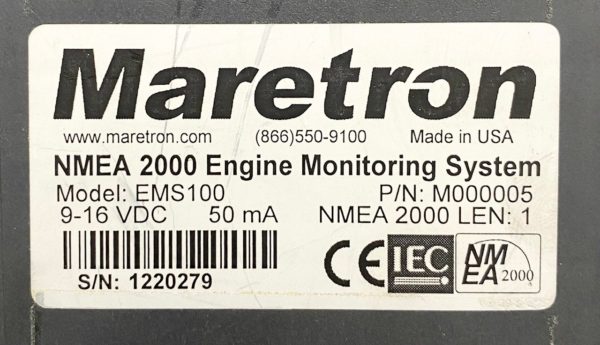 Maretron
www.maretron.com (866)550-9100 Made in USA
NMEA 2000 Engine Monitoring System
Model: EMS100 P/N: M000005
9-16 VDC 50 mA NMEA 2000 LEN: 1
CE IEC NMEA 2000
S/N: 1220279